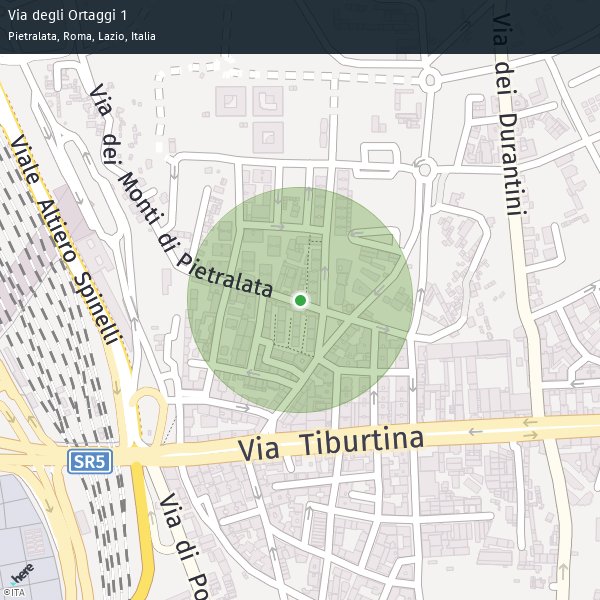 Via degli Ortaggi 1
Pietralata, Roma, Lazio, Italia
Via dei Durantini
Via dei Monti di Pietralata
Viale Altiero Spinelli
Via Tiburtina
SR5
Via di Po
here
©ITA